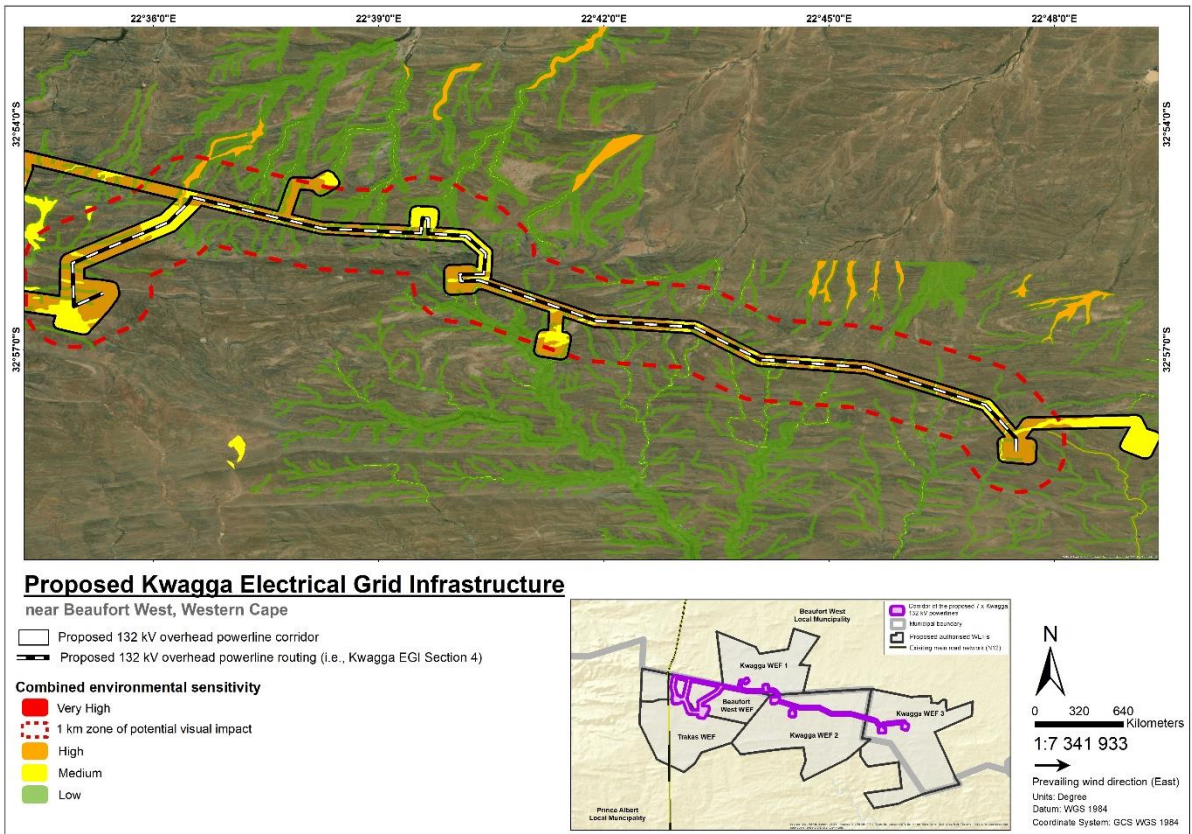 22°36'0"E 22°39'0"E 22°42'0"E 22°45'0"E 22°48'0"E
32°54'0"S 32°54'0"S
32°57'0"S 32°57'0"S
Proposed Kwagga Electrical Grid Infrastructure
near Beaufort West, Western Cape
Proposed 132 kV overhead powerline corridor
Proposed 132 kV overhead powerline routing (i.e., Kwagga EGI Section 4)
Combined environmental sensitivity
Very High
1 km zone of potential visual impact
High
Medium
Low
Beaufort West
Local Municipality
Corridor of the proposed 7 x Kwagga
132 kV powerlines
Municipal boundary
Proposed authorised WEFs
Existing main road network (N12)
Kwagga WEF 1
Beaufort
West WEF
Kwagga WEF 3
Trakas WEF
Kwagga WEF 2
Prince Albert
Local Municipality
N
0 320 640
Kilometers
1:7 341 933
Prevailing wind direction (East)
Units: Degree
Datum: WGS 1984
Coordinate System: GCS WGS 1984